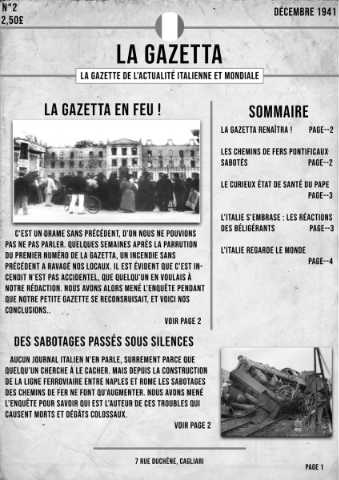 N°2
2,50£
DÉCEMBRE 1941
LA GAZETTA
LA GAZETTE DE L'ACTUALITÉ ITALIENNE ET MONDIALE
LA GAZETTA EN FEU !
C'EST UN DRAME SANS PRÉCÉDENT, D'ON NOUS NE POUVIONS
PAS NE PAS PARLER. QUELQUES SEMAINES APRÈS LA PARRUTION
DU PREMIER NUMÉRO DE LA GAZETTA, UN INCENDIE SANS
PRÉCÉDENT A RAVAGÉ NOS LOCAUX. IL EST ÉVIDENT QUE C'EST IN-
CENDIT N'EST PAS ACCIDENTEL, QUE QUELQU'UN EN VOULAIS À
NOTRE RÉDACTION. NOUS AVONS ALORS MENÉ L'ENQUÊTE PENDANT
QUE NOTRE PETITE GAZETTE SE RECONSRUISAIT, ET VOICI NOS
CONCLUSIONS..
VOIR PAGE 2
SOMMAIRE
LA GAZETTA RENAÎTRA ! PAGE--2
LES CHEMINS DE FERS PONTIFICAUX
SABOTÉS PAGE--2
LE CURIEUX ÉTAT DE SANTÉ DU PAPE
PAGE--3
L'ITALIE S'EMBRASE : LES RÉACTIONS
DES BÉLIGÉRANTS PAGE--3
L'ITALIE REGARDE LE MONDE
PAGE--4
DES SABOTAGES PASSÉS SOUS SILENCES
AUCUN JOURNAL ITALIEN N'EN PARLE, SURREMENT PARCE QUE
QUELQU'UN CHERCHE À LE CACHER. MAIS DEPUIS LA CONSTRUCTION
DE LA LIGNE FERROVIAIRE ENTRE NAPLES ET ROME LES SABOTAGES
DES CHEMINS DE FER NE FONT QU'AUGMENTER. NOUS AVONS MENÉ
L'ENQUÊTE POUR SAVOIR QUI EST L'AUTEUR DE CES TROUBLES QUI
CAUSENT MORTS ET DÉGÂTS COLOSSAUX.
VOIR PAGE 2
7 RUE DUCHÊNE, CAGLIARI
PAGE 1